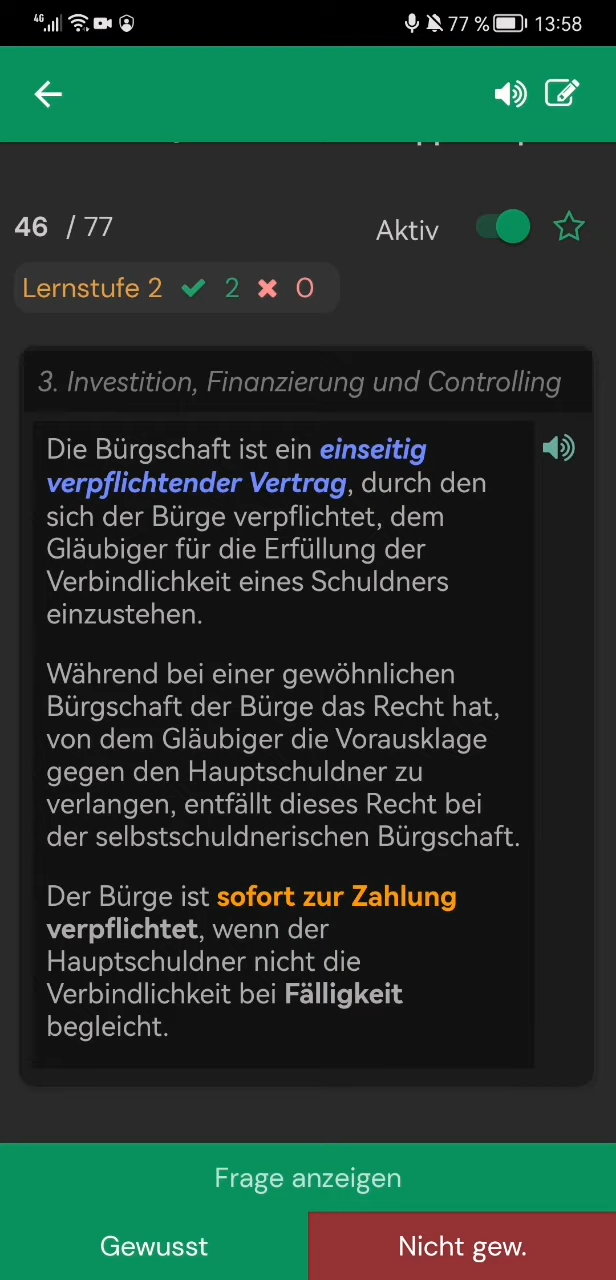 4G 77 % 13:58
46 / 77
Aktiv
Lernstufe 2 2 0
3. Investition, Finanzierung und Controlling
Die Bürgschaft ist ein einseitig
verpflichtender Vertrag, durch den
sich der Bürge verpflichtet, dem
Gläubiger für die Erfüllung der
Verbindlichkeit eines Schuldners
einzustehen.
Während bei einer gewöhnlichen
Bürgschaft der Bürge das Recht hat,
von dem Gläubiger die Vorausklage
gegen den Hauptschuldner zu
verlangen, entfällt dieses Recht bei
der selbstschuldnerischen Bürgschaft.
Der Bürge ist sofort zur Zahlung
verpflichtet, wenn der
Hauptschuldner nicht die
Verbindlichkeit bei Fälligkeit
begleicht.
Frage anzeigen
Gewusst
Nicht gew.